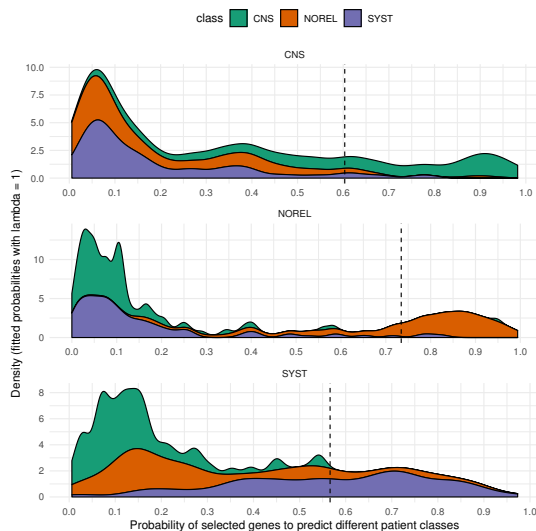 class CNS NOREL SYST
CNS
10.0
7.5
5.0
2.5
0.0
0.0 0.1 0.2 0.3 0.4 0.5 0.6 0.7 0.8 0.9 1.0
NOREL
10
5
0
0.0 0.1 0.2 0.3 0.4 0.5 0.6 0.7 0.8 0.9 1.0
SYST
8
6
4
2
0
0.0 0.1 0.2 0.3 0.4 0.5 0.6 0.7 0.8 0.9 1.0
Density (fitted probabilities with lambda = 1)
Probability of selected genes to predict different patient classes